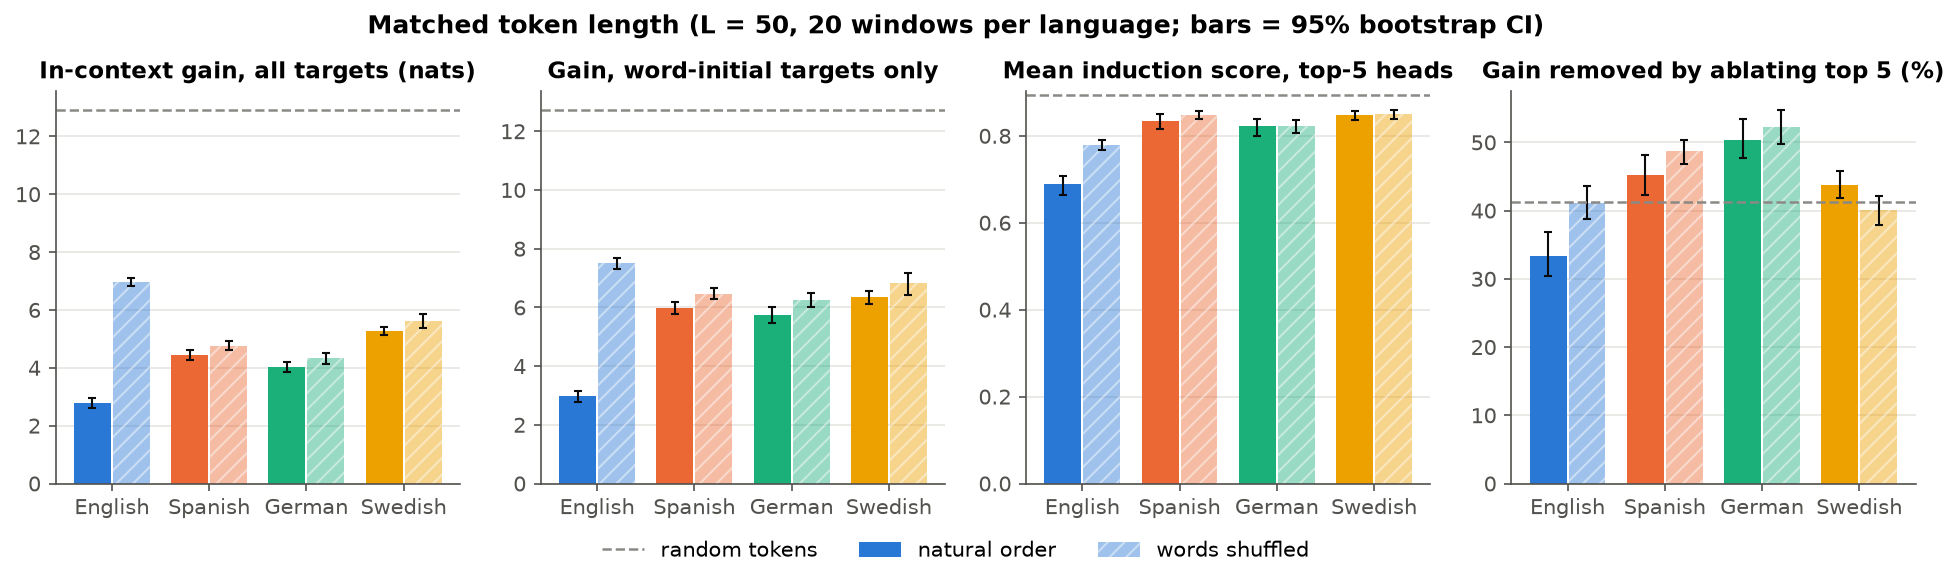 Matched token length (L = 50, 20 windows per language; bars = 95% bootstrap CI)
In-context gain, all targets (nats)
0
2
4
6
8
10
12
English Spanish German Swedish
Gain, word-initial targets only
0
2
4
6
8
10
12
English Spanish German Swedish
Mean induction score, top-5 heads
0.0
0.2
0.4
0.6
0.8
English Spanish German Swedish
Gain removed by ablating top 5 (%)
0
10
20
30
40
50
English Spanish German Swedish
random tokens natural order words shuffled